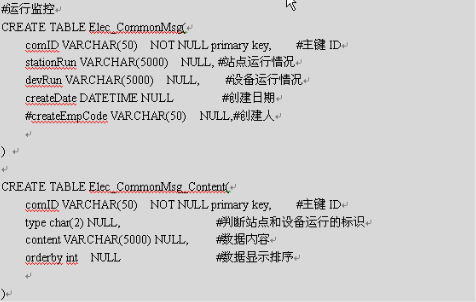 #运行监控
CREATE TABLE Elec_CommonMsg(
comID VARCHAR(50) NOT NULL primary key, #主键 ID
stationRun VARCHAR(5000) NULL, #站点运行情况
devRun VARCHAR(5000) NULL, #设备运行情况
createDate DATETIME NULL #创建日期
#createEmpCode VARCHAR(50) NULL,#创建人
)
CREATE TABLE Elec_CommonMsg_Content(
comID VARCHAR(50) NOT NULL primary key, #主键 ID
type char(2) NULL, #判断站点和设备运行的标识
content VARCHAR(5000) NULL, #数据内容
orderby int NULL #数据显示排序
)